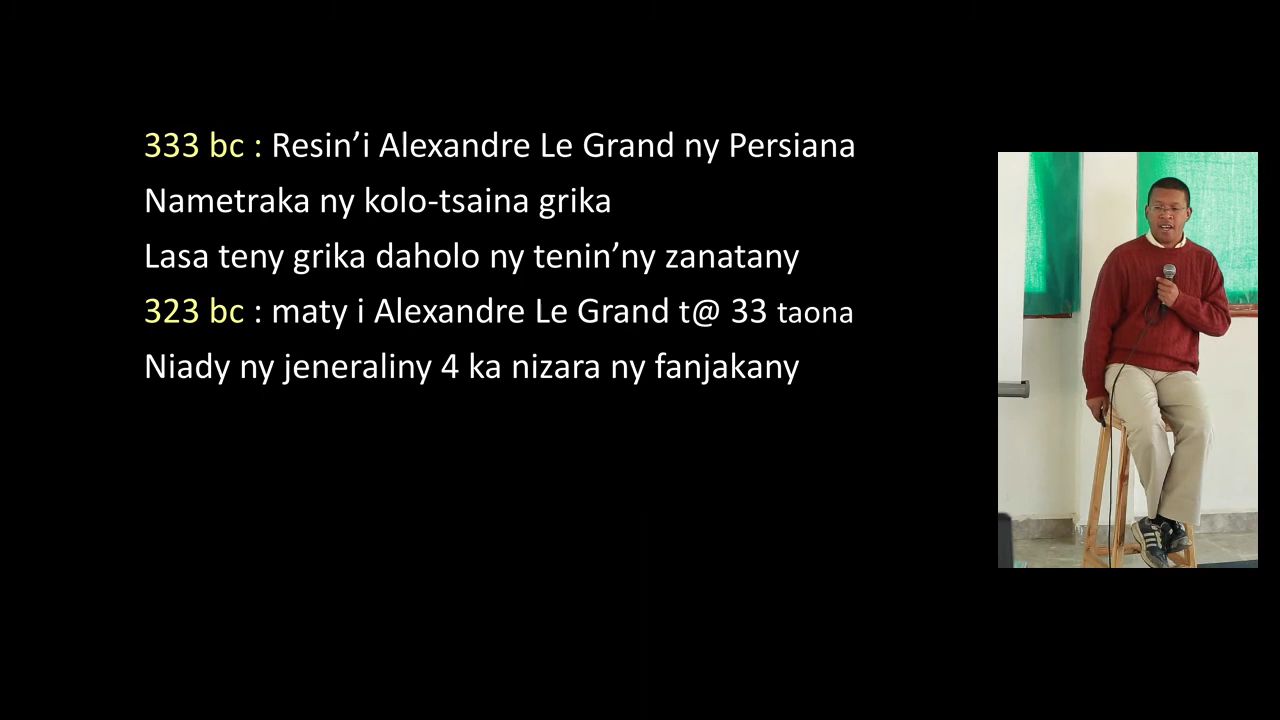 333 bc : Resin’i Alexandre Le Grand ny Persiana
Nametraka ny kolo-tsaina grika
Lasa teny grika daholo ny tenin’ny zanatany
323 bc : maty i Alexandre Le Grand t@ 33 taona
Niady ny jeneraliny 4 ka nizara ny fanjakany